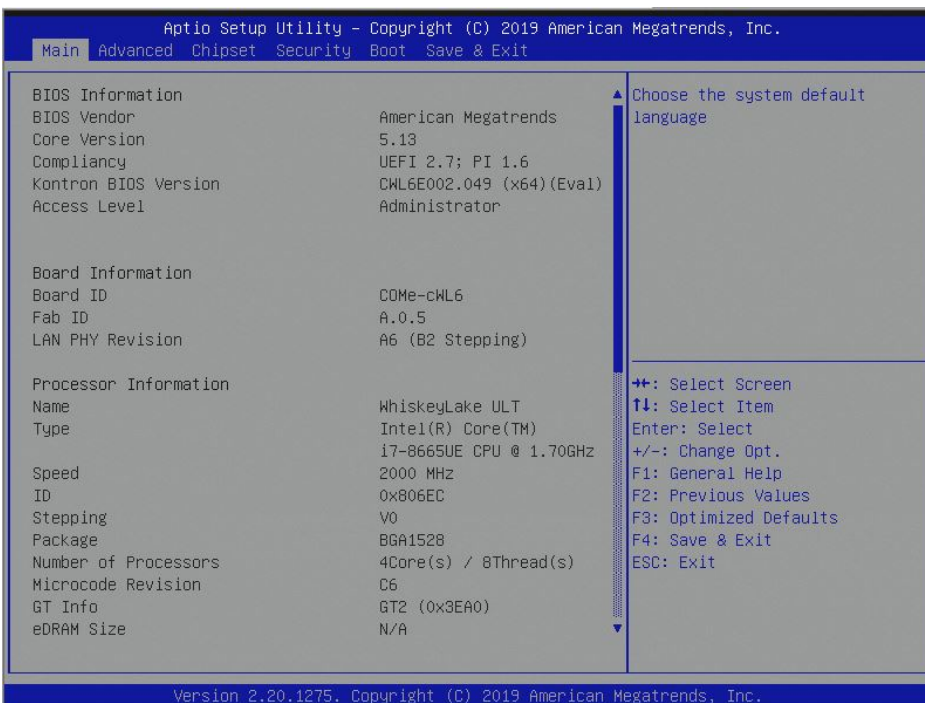 Aptio Setup Utility – Copyright (C) 2019 American Megatrends, Inc.
Main Advanced Chipset Security Boot Save & Exit
BIOS Information
BIOS Vendor American Megatrends
Core Version 5.13
Compliancy UEFI 2.7; PI 1.6
Kontron BIOS Version CWL6E002.049 (x64)(Eval)
Access Level Administrator
Board Information
Board ID COMe-cWL6
Fab ID A.0.5
LAN PHY Revision A6 (B2 Stepping)
Processor Information
Name WhiskeyLake ULT
Type Intel(R) Core(TM)
i7-8665UE CPU @ 1.70GHz
Speed 2000 MHz
ID 0x806EC
Stepping V0
Package BGA1528
Number of Processors 4Core(s) / 8Thread(s)
Microcode Revision C6
GT Info GT2 (0x3EA0)
eDRAM Size N/A
Choose the system default
language
→←: Select Screen
↑↓: Select Item
Enter: Select
+/-: Change Opt.
F1: General Help
F2: Previous Values
F3: Optimized Defaults
F4: Save & Exit
ESC: Exit
Version 2.20.1275. Copyright (C) 2019 American Megatrends, Inc.